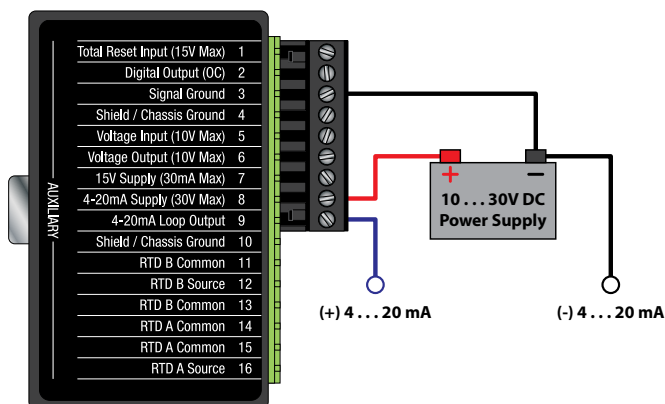 Total Reset Input (15V Max) 1
Digital Output (OC) 2
Signal Ground 3
Shield / Chassis Ground 4
Voltage Input (10V Max) 5
Voltage Output (10V Max) 6
15V Supply (30mA Max) 7
4-20mA Supply (30V Max) 8
4-20mA Loop Output 9
Shield / Chassis Ground 10
RTD B Common 11
RTD B Source 12
RTD B Common 13
RTD A Common 14
RTD A Common 15
RTD A Source 16
AUXILIARY
+ −
10 . . . 30V DC
Power Supply
(+) 4 . . . 20 mA
(-) 4 . . . 20 mA